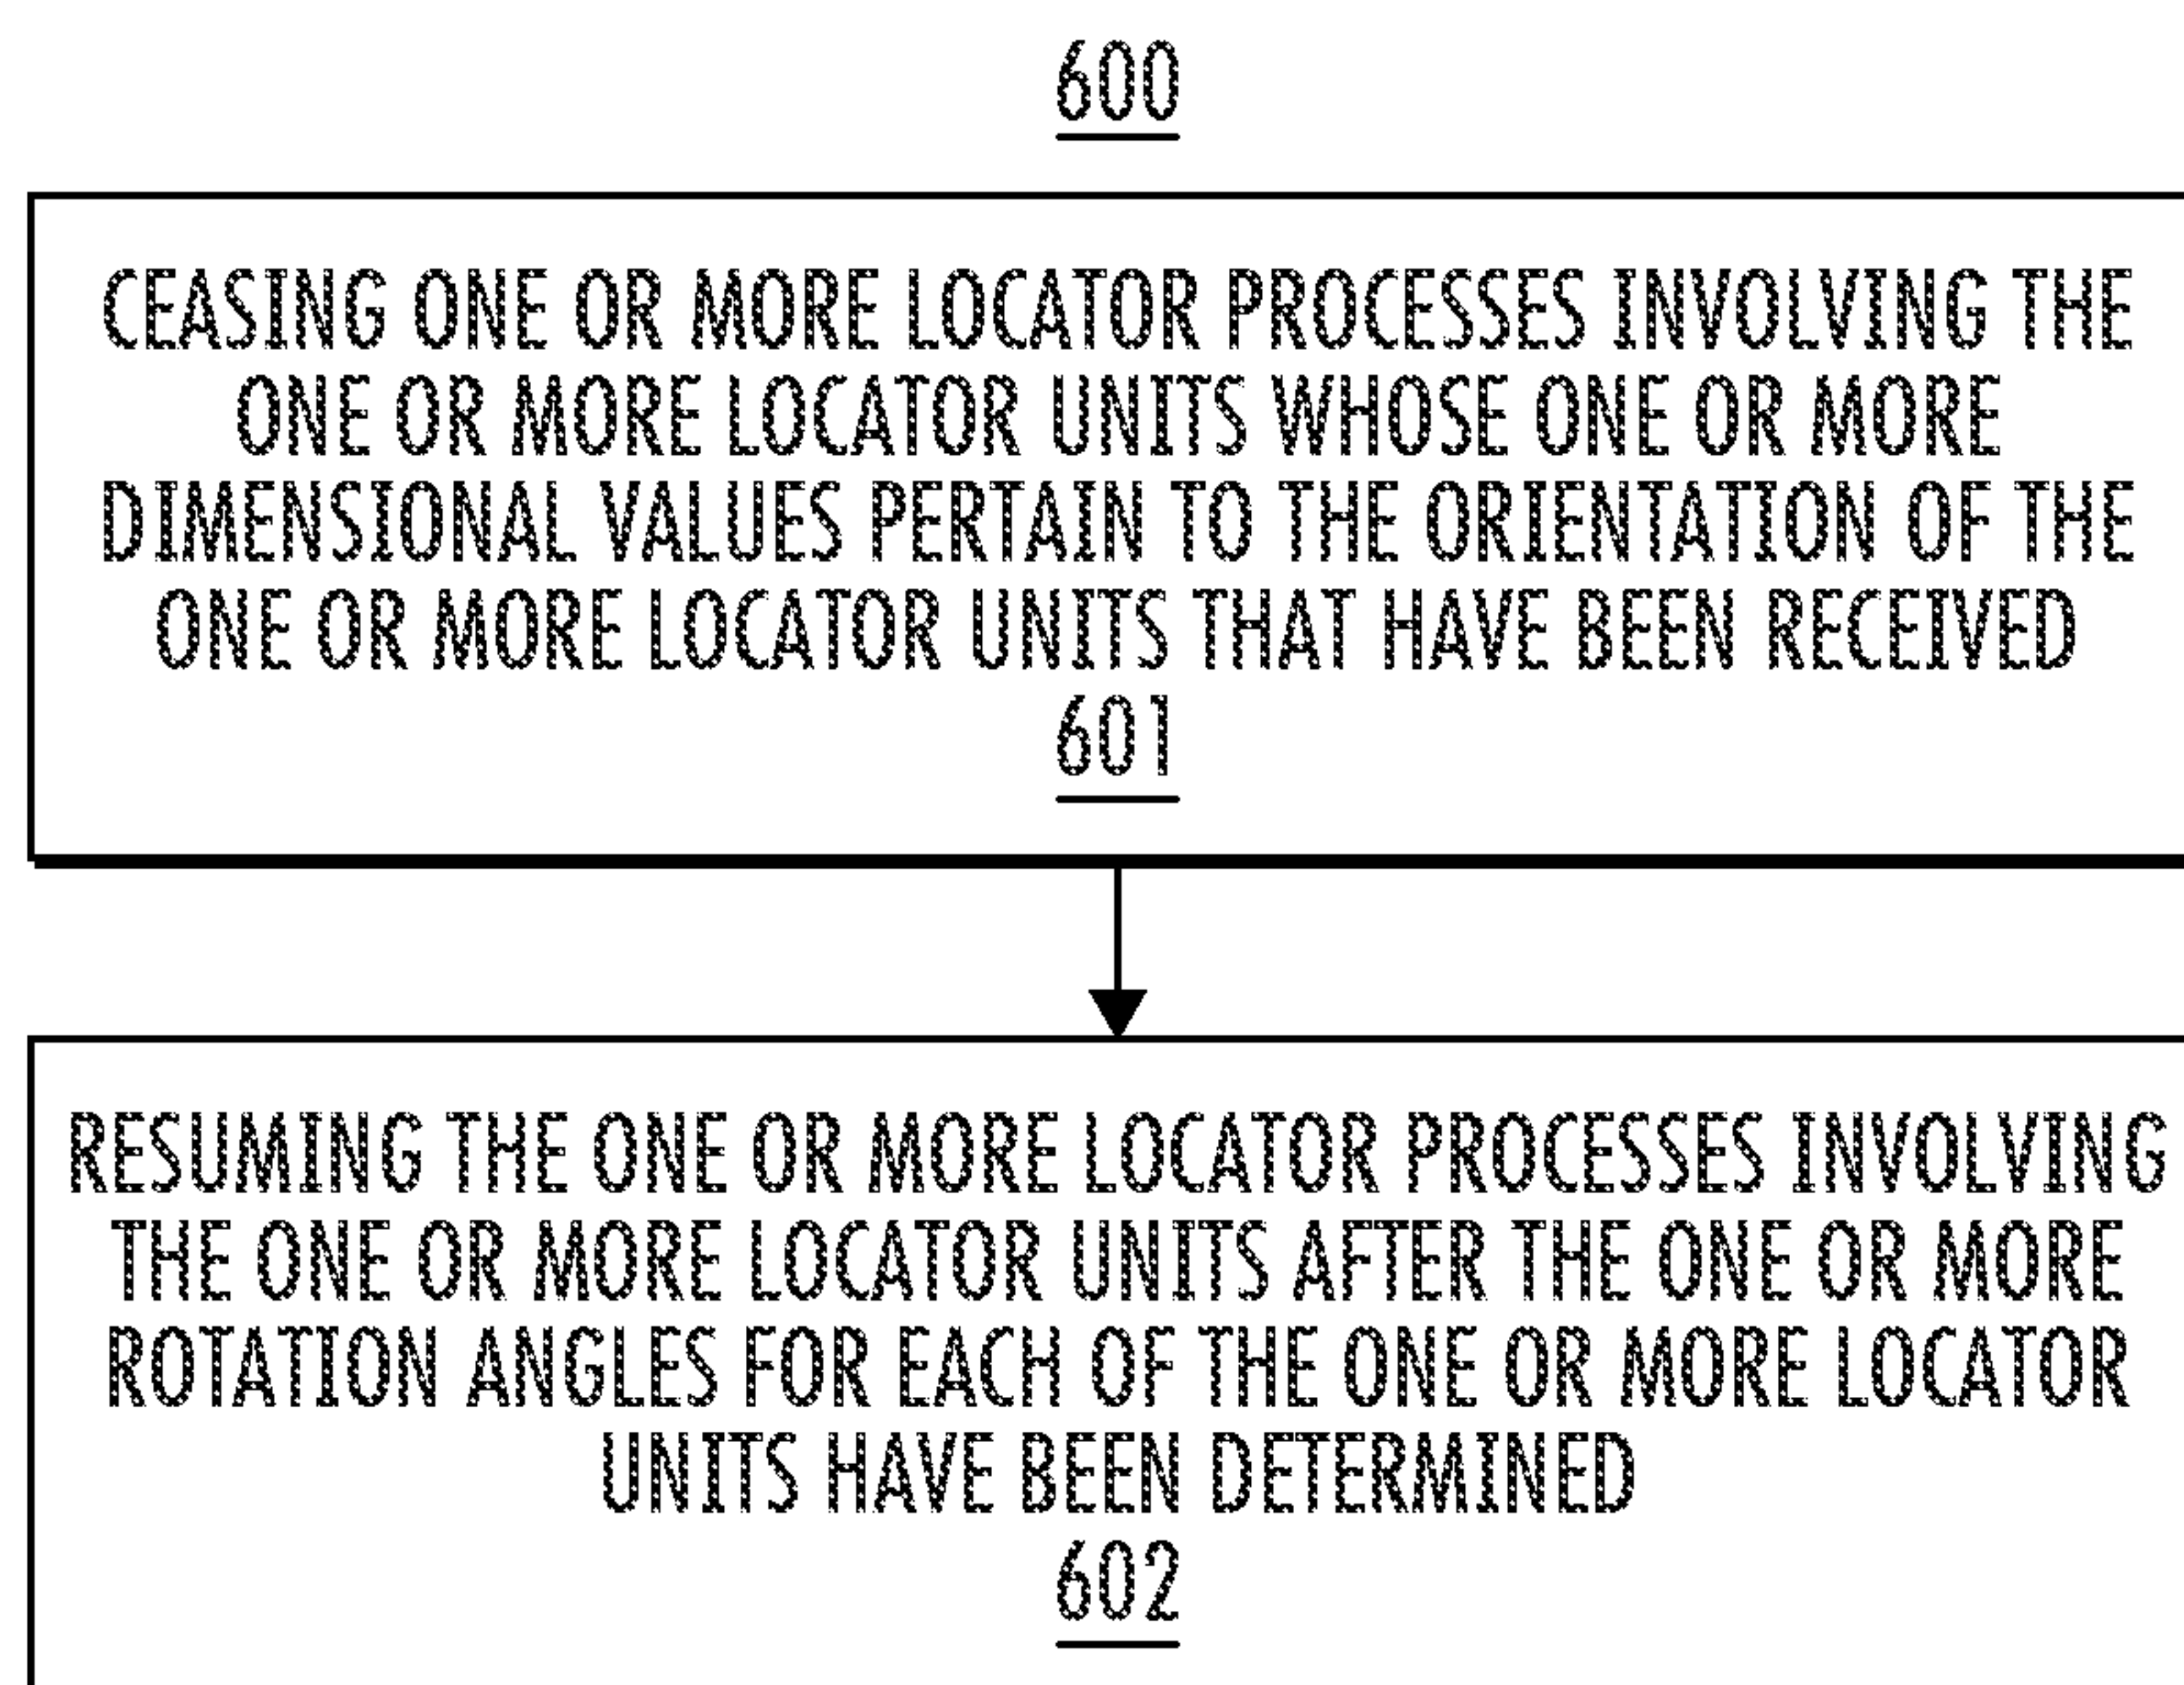 600
CEASING ONE OR MORE LOCATOR PROCESSES INVOLVING THE
ONE OR MORE LOCATOR UNITS WHOSE ONE OR MORE
DIMENSIONAL VALUES PERTAIN TO THE ORIENTATION OF THE
ONE OR MORE LOCATOR UNITS THAT HAVE BEEN RECEIVED
601
RESUMING THE ONE OR MORE LOCATOR PROCESSES INVOLVING
THE ONE OR MORE LOCATOR UNITS AFTER THE ONE OR MORE
ROTATION ANGLES FOR EACH OF THE ONE OR MORE LOCATOR
UNITS HAVE BEEN DETERMINED
602